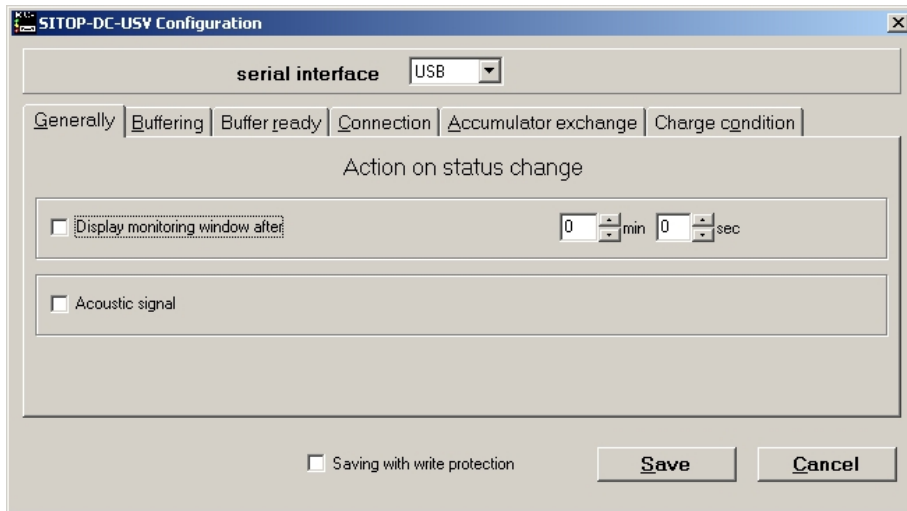 SITOP-DC-USV Configuration
serial interface USB
Generally Buffering Buffer ready Connection Accumulator exchange Charge condition
Action on status change
Display monitoring window after 0 min 0 sec
Acoustic signal
Saving with write protection Save Cancel